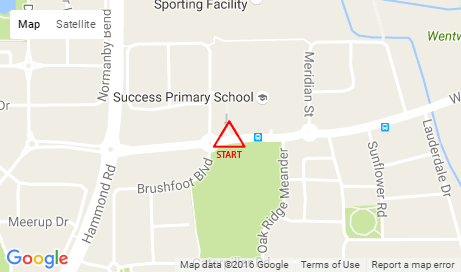 Sporting Facility
Map Satellite
Normanby Bend
Wentw
Meridian St
Success Primary School
Dr
W
START
Brushfoot Blvd
Hammond Rd
Oak Ridge Meander
Sunflower Rd
Lauderdale Dr
Meerup Dr
Google
Map data ©2016 Google Terms of Use Report a map error